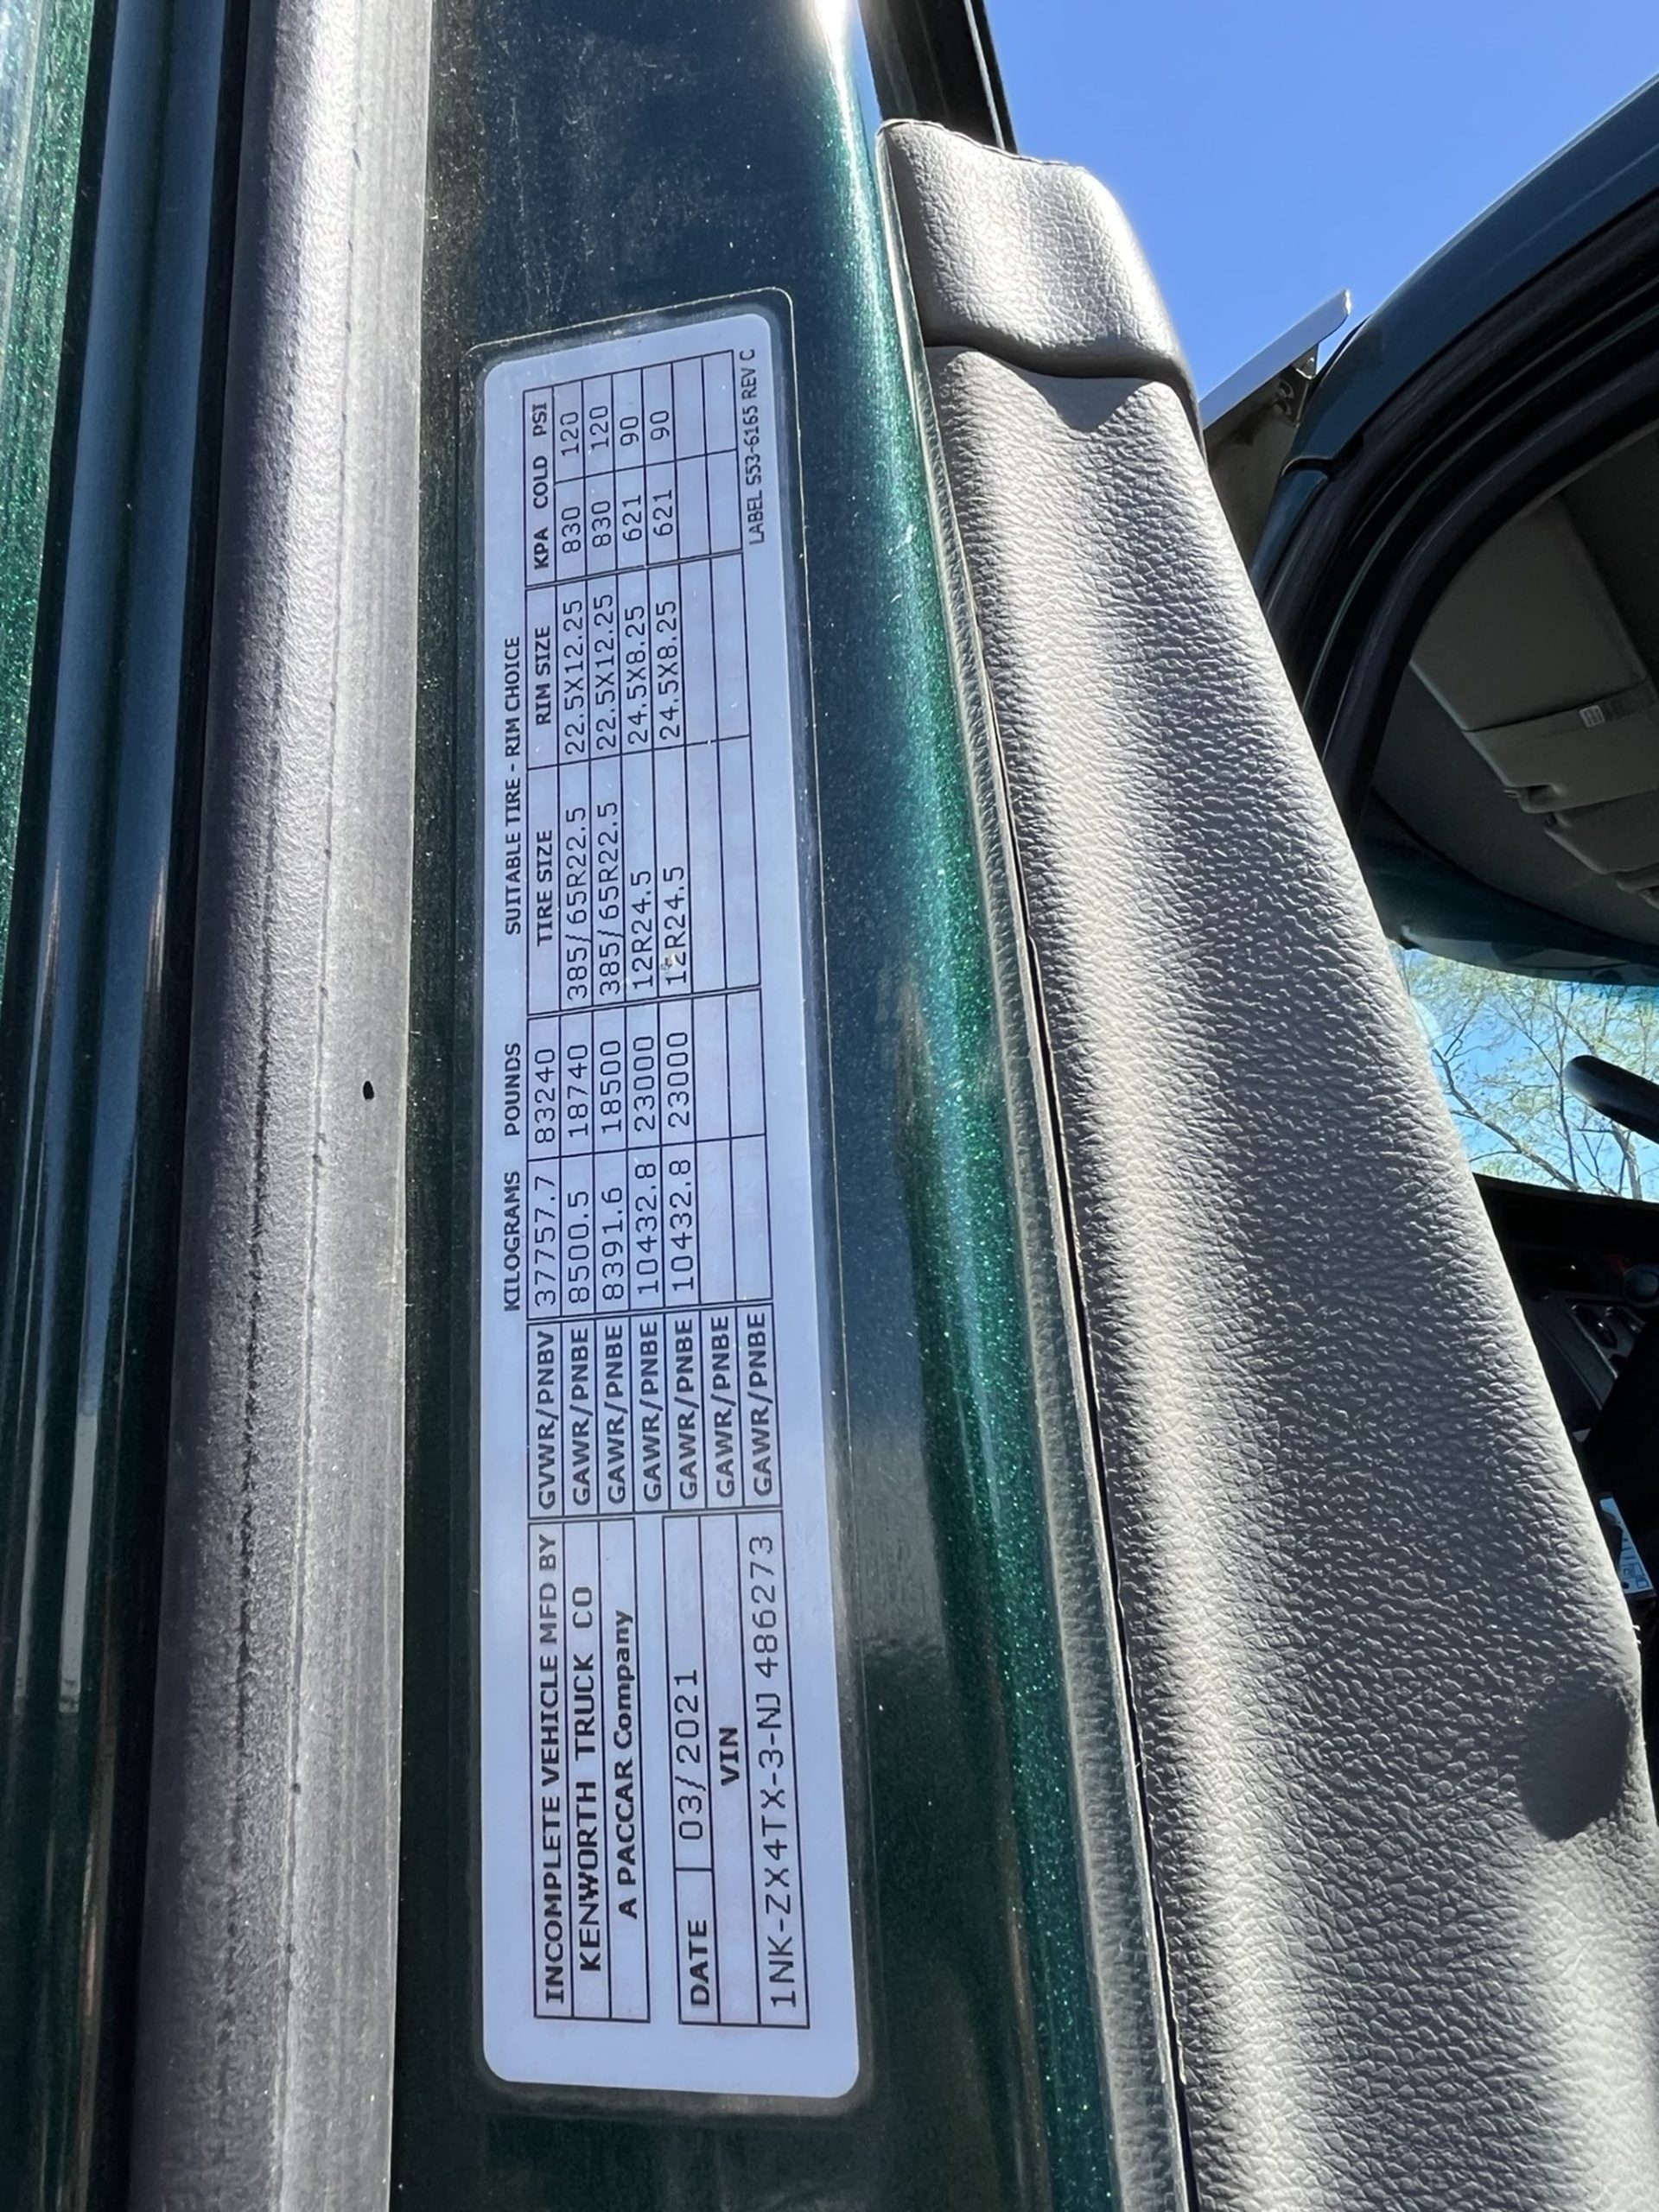 KILOGRAMS POUNDS SUITABLE TIRE - RIM CHOICE
INCOMPLETE VEHICLE MFD BY GVWR/PNBV 37757.7 83240 TIRE SIZE RIM SIZE KPA COLD PSI
KENWORTH TRUCK CO GAWR/PNBE 8500.5 18740 385/65R22.5 22.5X12.25 830 120
A PACCAR Company GAWR/PNBE 8391.6 18500 385/65R22.5 22.5X12.25 830 120
GAWR/PNBE 10432.8 23000 12R24.5 24.5X8.25 621 90
DATE 03/2021 GAWR/PNBE 10432.8 23000 12R24.5 24.5X8.25 621 90
VIN GAWR/PNBE
1NK-ZX4TX-3-NJ 486273 GAWR/PNBE
LABEL S53-6165 REV C